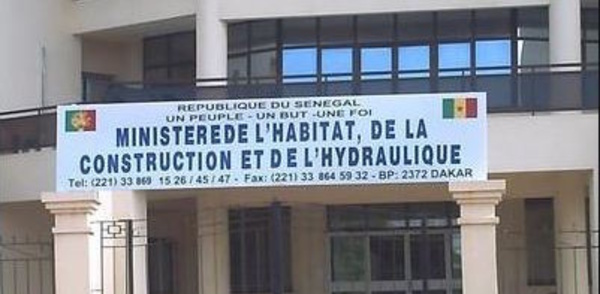 REPUBLIQUE DU SENEGAL
UN PEUPLE - UN BUT -UNE FOI
MINISTEREDE L'HABITAT, DE LA
CONSTRUCTION ET DE L'HYDRAULIQUE
Tel: (221) 33 869 15 26 / 45 / 47 - Fax: (221) 33 864 59 32 - BP: 2372 DAKAR